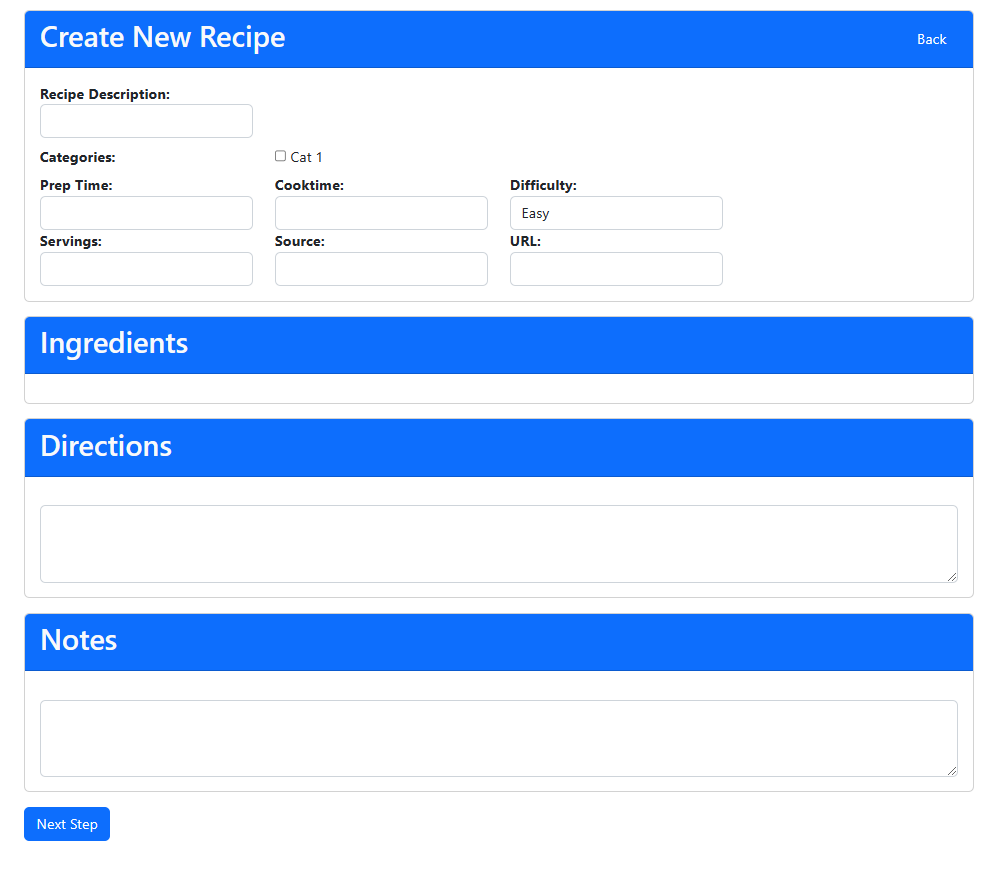 Create New Recipe
Back
Recipe Description:
Categories:
Cat 1
Prep Time:
Cooktime:
Difficulty:
Easy
Servings:
Source:
URL:
Ingredients
Directions
Notes
Next Step